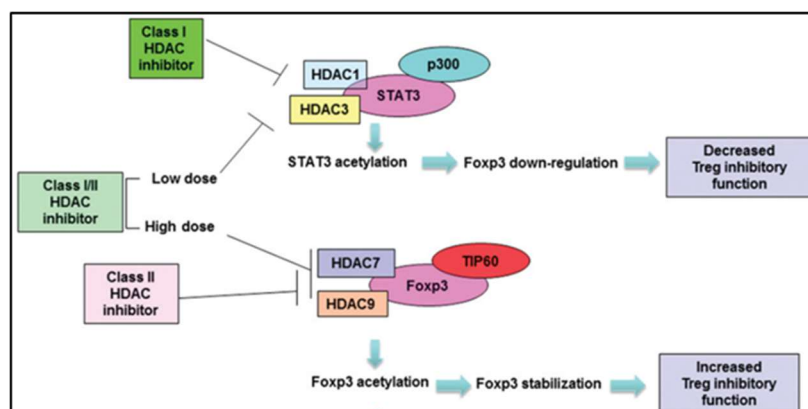 Class I
HDAC
inhibitor
HDAC1
p300
STAT3
HDAC3
STAT3 acetylation
Foxp3 down-regulation
Decreased
Treg inhibitory
function
Class I/II
HDAC
inhibitor
Low dose
High dose
Class II
HDAC
inhibitor
HDAC7
TIP60
Foxp3
HDAC9
Foxp3 acetylation
Foxp3 stabilization
Increased
Treg inhibitory
function